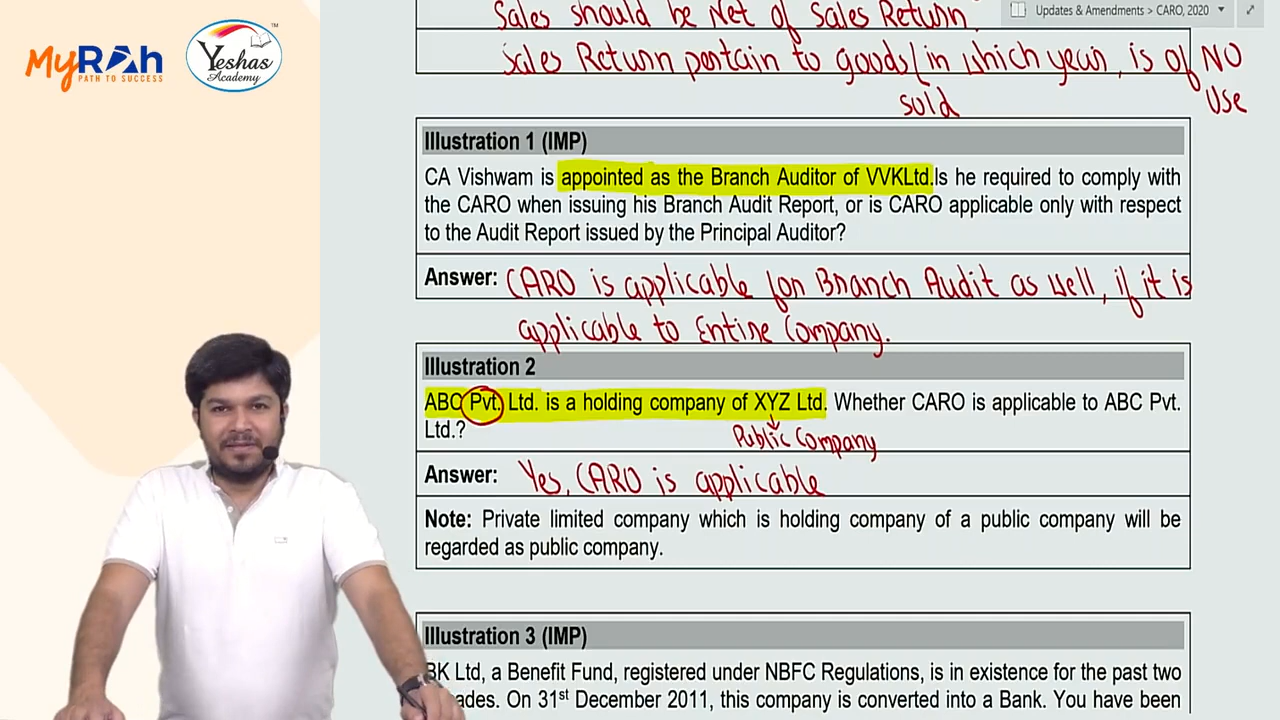 MyRAh
PATH TO SUCCESS
Yeshas
Academy
TM
Updates & Amendments > CARO, 2020
Sales should be Net of Sales Return
Sales Return pertain to goods/in which year, is of NO
sold
Use
Illustration 1 (IMP)
CA Vishwam is appointed as the Branch Auditor of VVKLtd.Is he required to comply with
the CARO when issuing his Branch Audit Report, or is CARO applicable only with respect
to the Audit Report issued by the Principal Auditor?
Answer: CARO is applicable for Branch Audit as well, if it is
applicable to Entire Company.
Illustration 2
ABC Pvt. Ltd. is a holding company of XYZ Ltd. Whether CARO is applicable to ABC Pvt.
Ltd.?
Public Company
Answer: Yes, CARO is applicable
Note: Private limited company which is holding company of a public company will be
regarded as public company.
Illustration 3 (IMP)
BK Ltd, a Benefit Fund, registered under NBFC Regulations, is in existence for the past two
ades. On 31st December 2011, this company is converted into a Bank. You have been